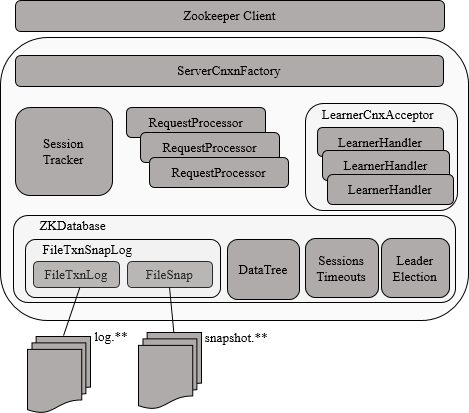 Zookeeper Client
ServerCnxnFactory
Session
Tracker
RequestProcessor
RequestProcessor
RequestProcessor
LearnerCnxAcceptor
LearnerHandler
LearnerHandler
LearnerHandler
ZKDatabase
FileTxnSnapLog
FileTxnLog
FileSnap
DataTree
Sessions
Timeouts
Leader
Election
log.**
snapshot.**